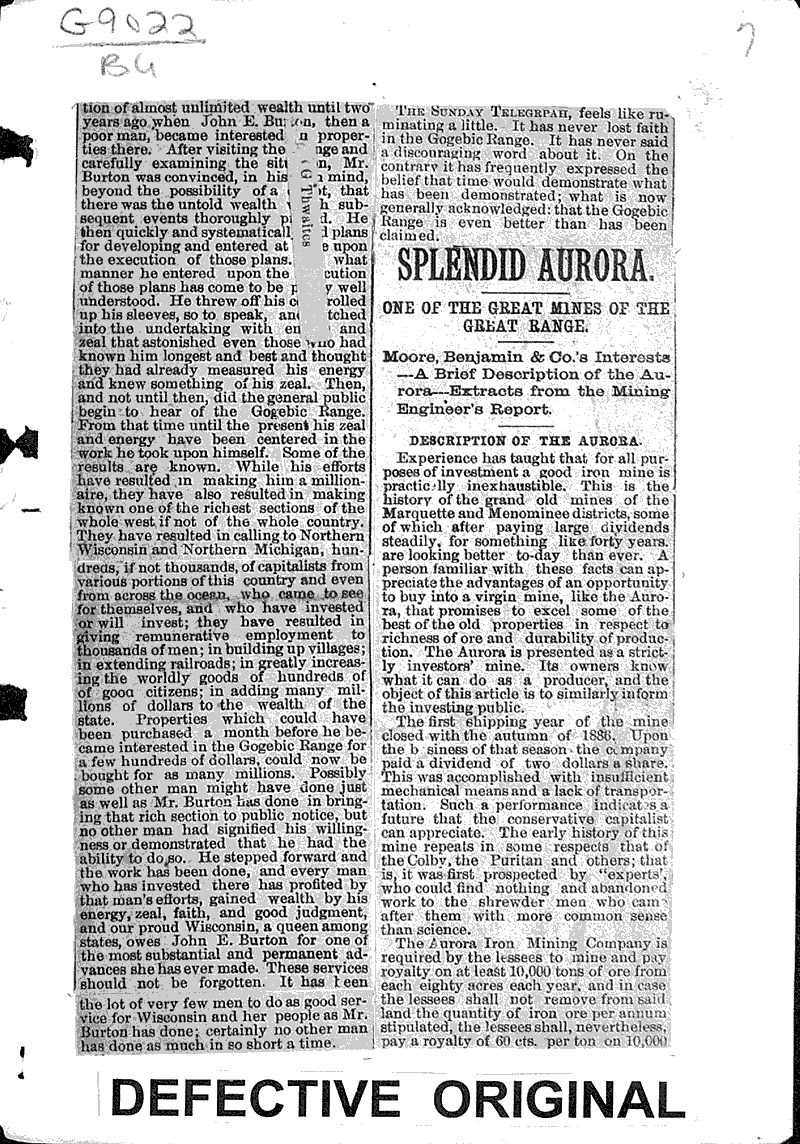 G9022
BU
7
tion of almost unlimited wealth until two
years ago when John E. Bu on, then a
poor man, became interested n proper-
ties there. After visiting the nge and
carefully examining the sit n, Mr.
Burton was convinced, in his mind,
beyond the possibility of a t, that
there was the untold wealth h sub-
sequent events thoroughly p d. He
then quickly and systematicall d plans
for developing and entered at e upon
the execution of those plans. what
manner he entered upon the cution
of those plans has come to be y well
understood. He threw off his c rolled
up his sleeves, so to speak, an tched
into the undertaking with en and
zeal that astonished even those who had
known him longest and best and thought
they had already measured his energy
and knew something of his zeal. Then,
and not until then, did the general public
begin to hear of the Gogebic Range.
From that time until the present his zeal
and energy have been centered in the
work he took upon himself. Some of the
results are known. While his efforts
have resulted in making him a million-
aire, they have also resulted in making
known one of the richest sections of the
whole west if not of the whole country.
They have resulted in calling to Northern
Wisconsin and Northern Michigan, hun-
dreds, if not thousands, of capitalists from
various portions of this country and even
from across the ocean, who came to see
for themselves, and who have invested
or will invest; they have resulted in
giving remunerative employment to
thousands of men; in building up villages;
in extending railroads; in greatly increas-
ing the worldly goods of hundreds of
of good citizens; in adding many mil-
lions of dollars to the wealth of the
state. Properties which could have
been purchased a month before he be-
came interested in the Gogebic Range for
a few hundreds of dollars, could now be
bought for as many millions. Possibly
some other man might have done just
as well as Mr. Burton has done in bring-
ing that rich section to public notice, but
no other man had signified his willing-
ness or demonstrated that he had the
ability to do so. He stepped forward and
the work has been done, and every man
who has invested there has profited by
that man's efforts, gained wealth by his
energy, zeal, faith, and good judgment,
and our proud Wisconsin, a queen among
states, owes John E. Burton for one of
the most substantial and permanent ad-
vances she has ever made. These services
should not be forgotten. It has been
the lot of very few men to do as good ser-
vice for Wisconsin and her people as Mr.
Burton has done; certainly no other man
has done as much in so short a time.
G Thwaites
THE SUNDAY TELEGRPAH, feels like ru-
minating a little. It has never lost faith
in the Gogebic Range. It has never said
a discouraging word about it. On the
contrary it has frequently expressed the
belief that time would demonstrate what
has been demonstrated; what is now
generally acknowledged: that the Gogebic
Range is even better than has been
claimed.
SPLENDID AURORA.
ONE OF THE GREAT MINES OF THE
GREAT RANGE.
Moore, Benjamin & Co.'s Interests
—A Brief Description of the Au-
rora—Extracts from the Mining
Engineer's Report.
DESCRIPTION OF THE AURORA.
Experience has taught that for all pur-
poses of investment a good iron mine is
practically inexhaustible. This is the
history of the grand old mines of the
Marquette and Menominee districts, some
of which after paying large dividends
steadily, for something like forty years,
are looking better to-day than ever. A
person familiar with these facts can ap-
preciate the advantages of an opportunity
to buy into a virgin mine, like the Auro-
ra, that promises to excel some of the
best of the old properties in respect to
richness of ore and durability of produc-
tion. The Aurora is presented as a strict-
ly investors' mine. Its owners know
what it can do as a producer, and the
object of this article is to similarly inform
the investing public.
The first shipping year of the mine
closed with the autumn of 1886. Upon
the b siness of that season the company
paid a dividend of two dollars a share.
This was accomplished with insufficient
mechanical means and a lack of transpor-
tation. Such a performance indicates a
future that the conservative capitalist
can appreciate. The early history of this
mine repeats in some respects that of
the Colby, the Puritan and others; that
is, it was first prospected by "experts',
who could find nothing and abandoned
work to the shrewder men who came
after them with more common sense
than science.
The Aurora Iron Mining Company is
required by the lessees to mine and pay
royalty on at least 10,000 tons of ore from
each eighty acres each year, and in case
the lessees shall not remove from said
land the quantity of iron ore per annum
stipulated, the lessees shall, nevertheless,
pay a royalty of 60 cts. per ton on 10,000
DEFECTIVE ORIGINAL